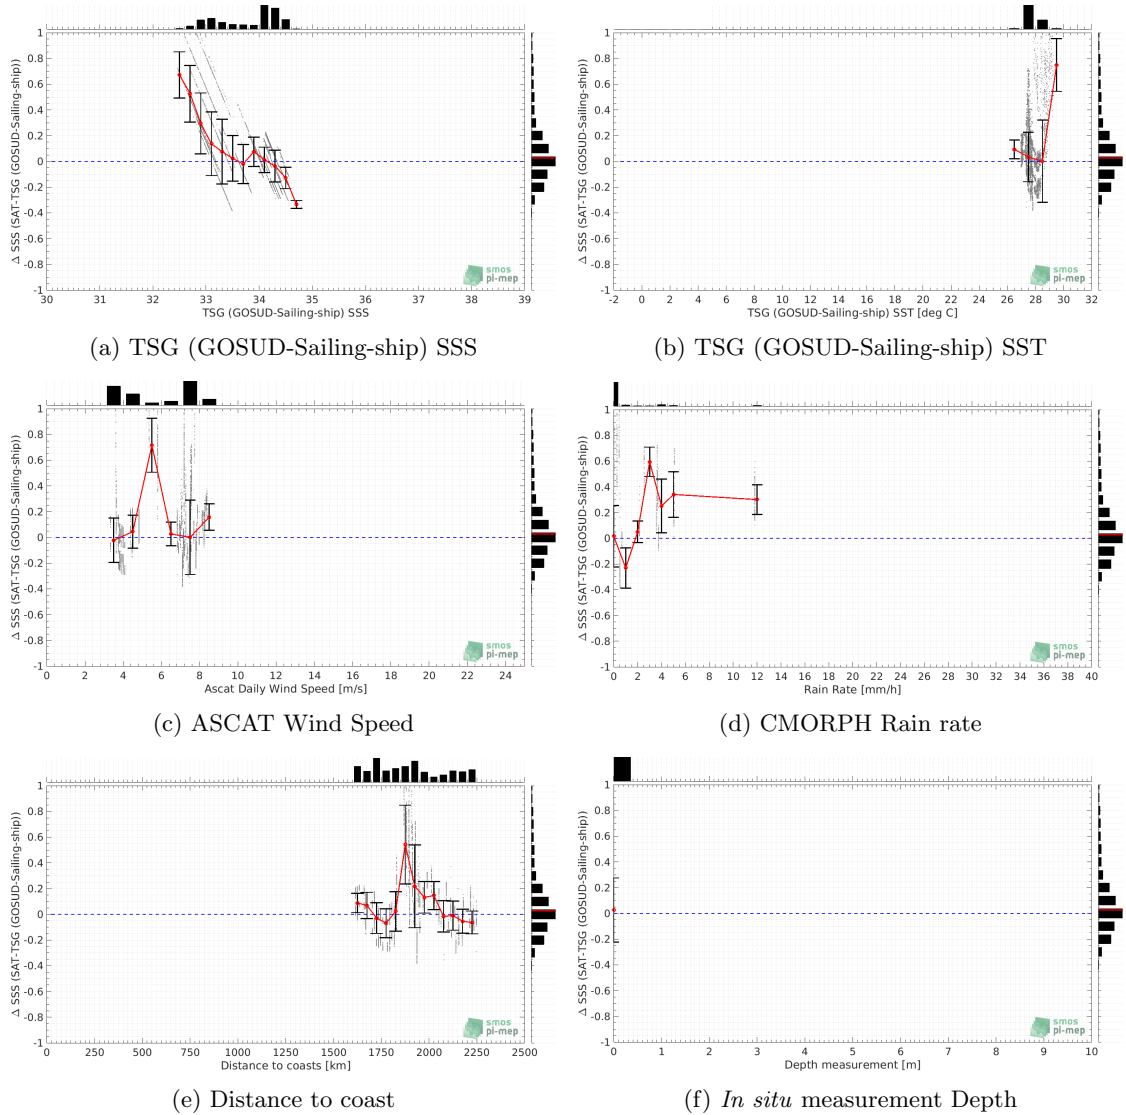 Δ SSS (SAT-TSG (GOSUD-Sailing-ship))
1
0.8
0.6
0.4
0.2
0
-0.2
-0.4
-0.6
-0.8
-1
30 31 32 33 34 35 36 37 38 39
TSG (GOSUD-Sailing-ship) SSS
smos
pi-mep
(a) TSG (GOSUD-Sailing-ship) SSS
Δ SSS (SAT-TSG (GOSUD-Sailing-ship))
1
0.8
0.6
0.4
0.2
0
-0.2
-0.4
-0.6
-0.8
-1
-2 0 2 4 6 8 10 12 14 16 18 20 22 24 26 28 30 32
TSG (GOSUD-Sailing-ship) SST [deg C]
smos
pi-mep
(b) TSG (GOSUD-Sailing-ship) SST
Δ SSS (SAT-TSG (GOSUD-Sailing-ship))
1
0.8
0.6
0.4
0.2
0
-0.2
-0.4
-0.6
-0.8
-1
0 2 4 6 8 10 12 14 16 18 20 22 24
Ascat Daily Wind Speed [m/s]
smos
pi-mep
(c) ASCAT Wind Speed
Δ SSS (SAT-TSG (GOSUD-Sailing-ship))
1
0.8
0.6
0.4
0.2
0
-0.2
-0.4
-0.6
-0.8
-1
0 2 4 6 8 10 12 14 16 18 20 22 24 26 28 30 32 34 36 38 40
Rain Rate [mm/h]
smos
pi-mep
(d) CMORPH Rain rate
Δ SSS (SAT-TSG (GOSUD-Sailing-ship))
1
0.8
0.6
0.4
0.2
0
-0.2
-0.4
-0.6
-0.8
-1
0 250 500 750 1000 1250 1500 1750 2000 2250 2500
Distance to coasts [km]
smos
pi-mep
(e) Distance to coast
Δ SSS (SAT-TSG (GOSUD-Sailing-ship))
1
0.8
0.6
0.4
0.2
0
-0.2
-0.4
-0.6
-0.8
-1
0 1 2 3 4 5 6 7 8 9 10
Depth measurement [m]
smos
pi-mep
(f) In situ measurement Depth